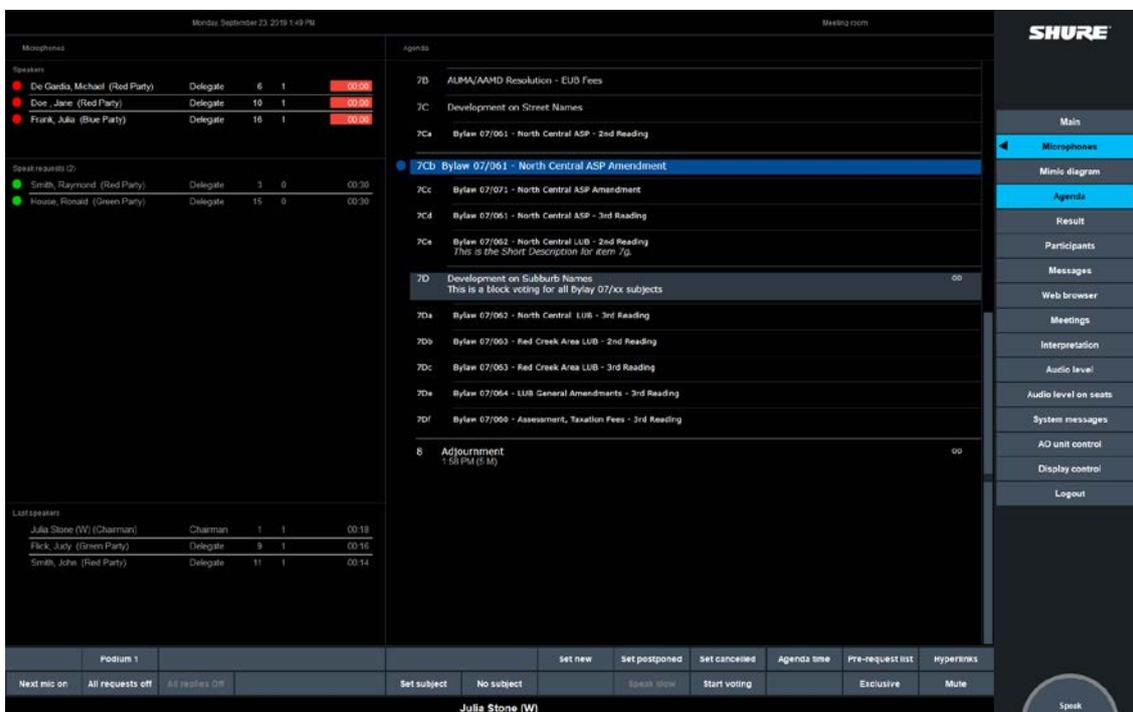 Monday, September 23, 2019 1:49 PM
Meeting room
SHURE
Microphones
Speakers
De Gardia, Michael (Red Party) Delegate 6 1 00:00
Doe , Jane (Red Party) Delegate 10 1 00:00
Frank, Julia (Blue Party) Delegate 16 1 00:00
Speak requests (2)
Smith, Raymond (Red Party) Delegate 3 0 00:30
House, Ronald (Green Party) Delegate 15 0 00:30
Last speakers
Julia Stone (W) (Chairman) Chairman 1 1 00:18
Flick, Judy (Green Party) Delegate 9 1 00:16
Smith, John (Red Party) Delegate 11 1 00:14
Agenda
7B AUMA/AAMD Resolution - EUB Fees
7C Development on Street Names
7Ca Bylaw 07/061 - North Central ASP - 2nd Reading
7Cb Bylaw 07/061 - North Central ASP Amendment
7Cc Bylaw 07/071 - North Central ASP Amendment
7Cd Bylaw 07/061 - North Central ASP - 3rd Reading
7Ce Bylaw 07/062 - North Central LUB - 2nd Reading
This is the Short Description for item 7g.
7D Development on Subburb Names
This is a block voting for all Bylay 07/xx subjects
7Da Bylaw 07/062 - North Central LUB - 3rd Reading
7Db Bylaw 07/063 - Red Creek Area LUB - 2nd Reading
7Dc Bylaw 07/063 - Red Creek Area LUB - 3rd Reading
7De Bylaw 07/064 - LUB General Amendments - 3rd Reading
7Df Bylaw 07/060 - Assessment, Taxation Fees - 3rd Reading
8 Adjournment
1:58 PM (5 M)
Main
Microphones
Mimic diagram
Agenda
Result
Participants
Messages
Web browser
Meetings
Interpretation
Audio level
Audio level on seats
System messages
AO unit control
Display control
Logout
Podium 1
Set new Set postponed Set cancelled Agenda time Pre-request list Hyperlinks
Next mic on All requests off All replies Off
Set subject No subject Speak slow Start voting Exclusive Mute
Julia Stone (W)
Speak